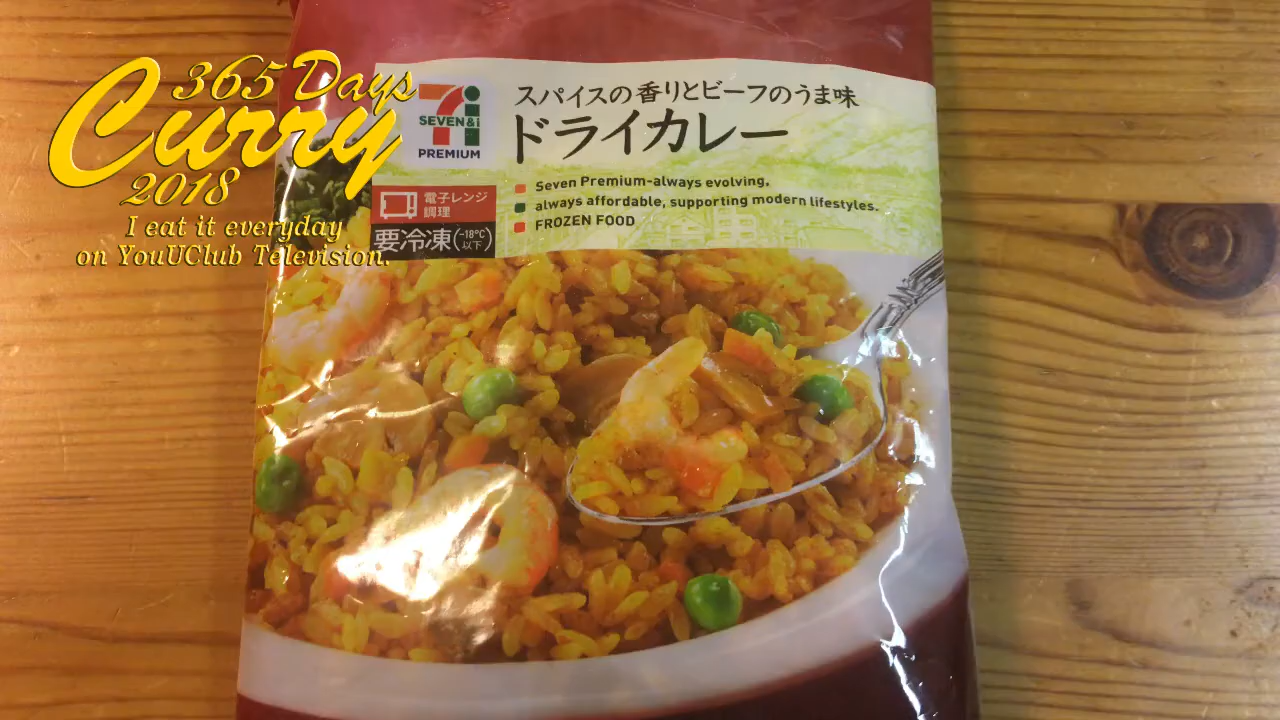 365 Days
Curry
2018
I eat it everyday
on YouUClub Television.
SEVEN&i
PREMIUM
スパイスの香りとビーフのうま味
ドライカレー
電子レンジ
調理
要冷凍(-18℃以下)
Seven Premium-always evolving,
always affordable, supporting modern lifestyles.
FROZEN FOOD